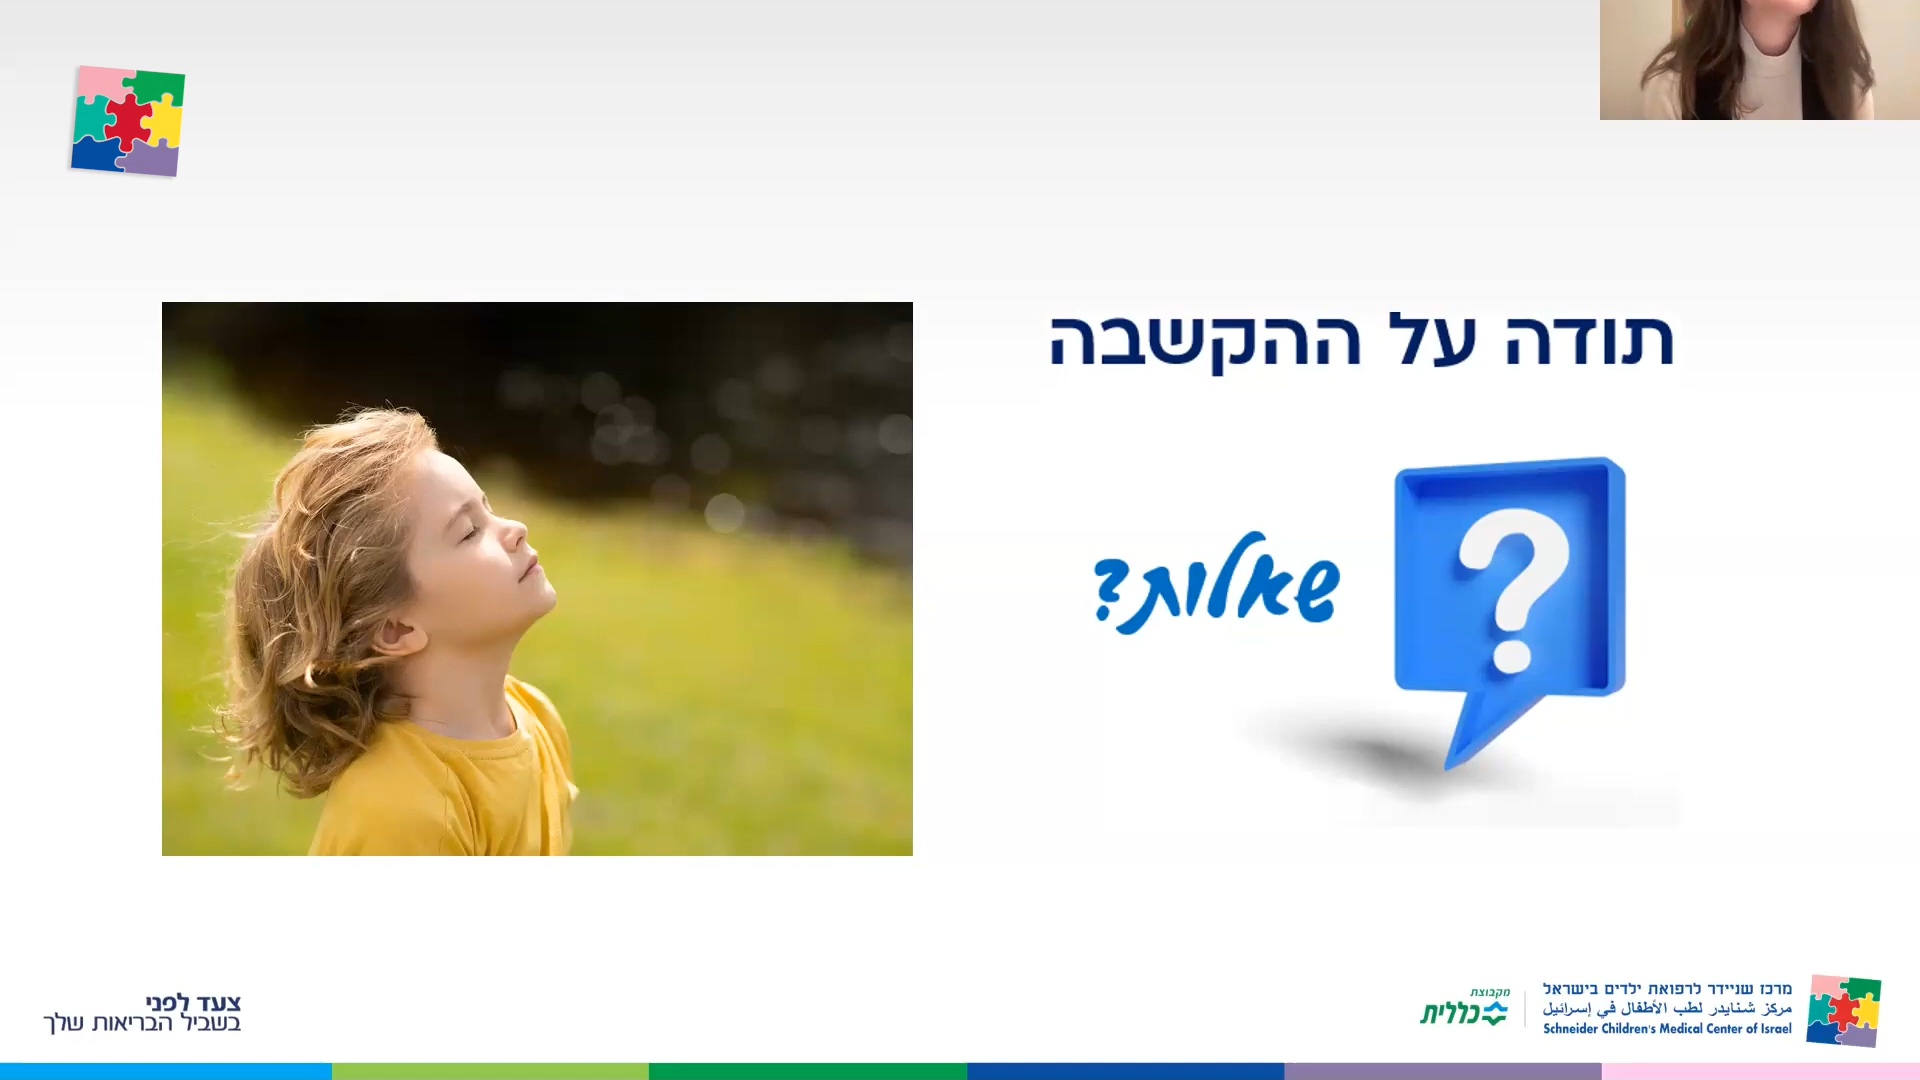 תודה על ההקשבה
שאלות?
?
צעד לפני
בשביל הבריאות שלך
מקבוצת
כללית
מרכז שניידר לרפואת ילדים בישראל
مركز شنايدر لطب الأطفال في إسرائيل
Schneider Children's Medical Center of Israel